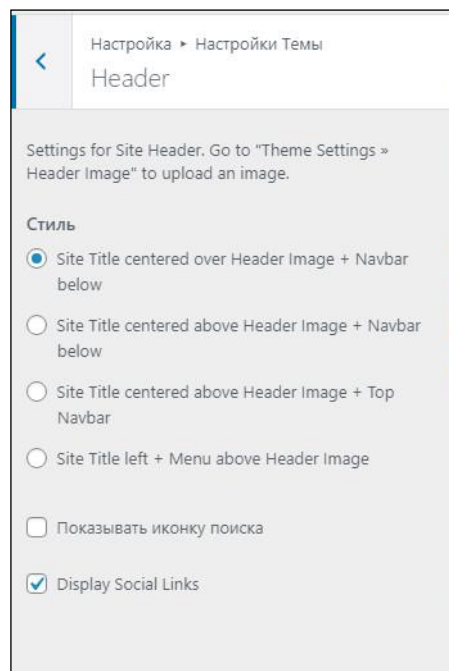 Настройка ▸ Настройки Темы
Header
Settings for Site Header. Go to "Theme Settings »
Header Image" to upload an image.
Стиль
Site Title centered over Header Image + Navbar
below
Site Title centered above Header Image + Navbar
below
Site Title centered above Header Image + Top
Navbar
Site Title left + Menu above Header Image
Показывать иконку поиска
Display Social Links